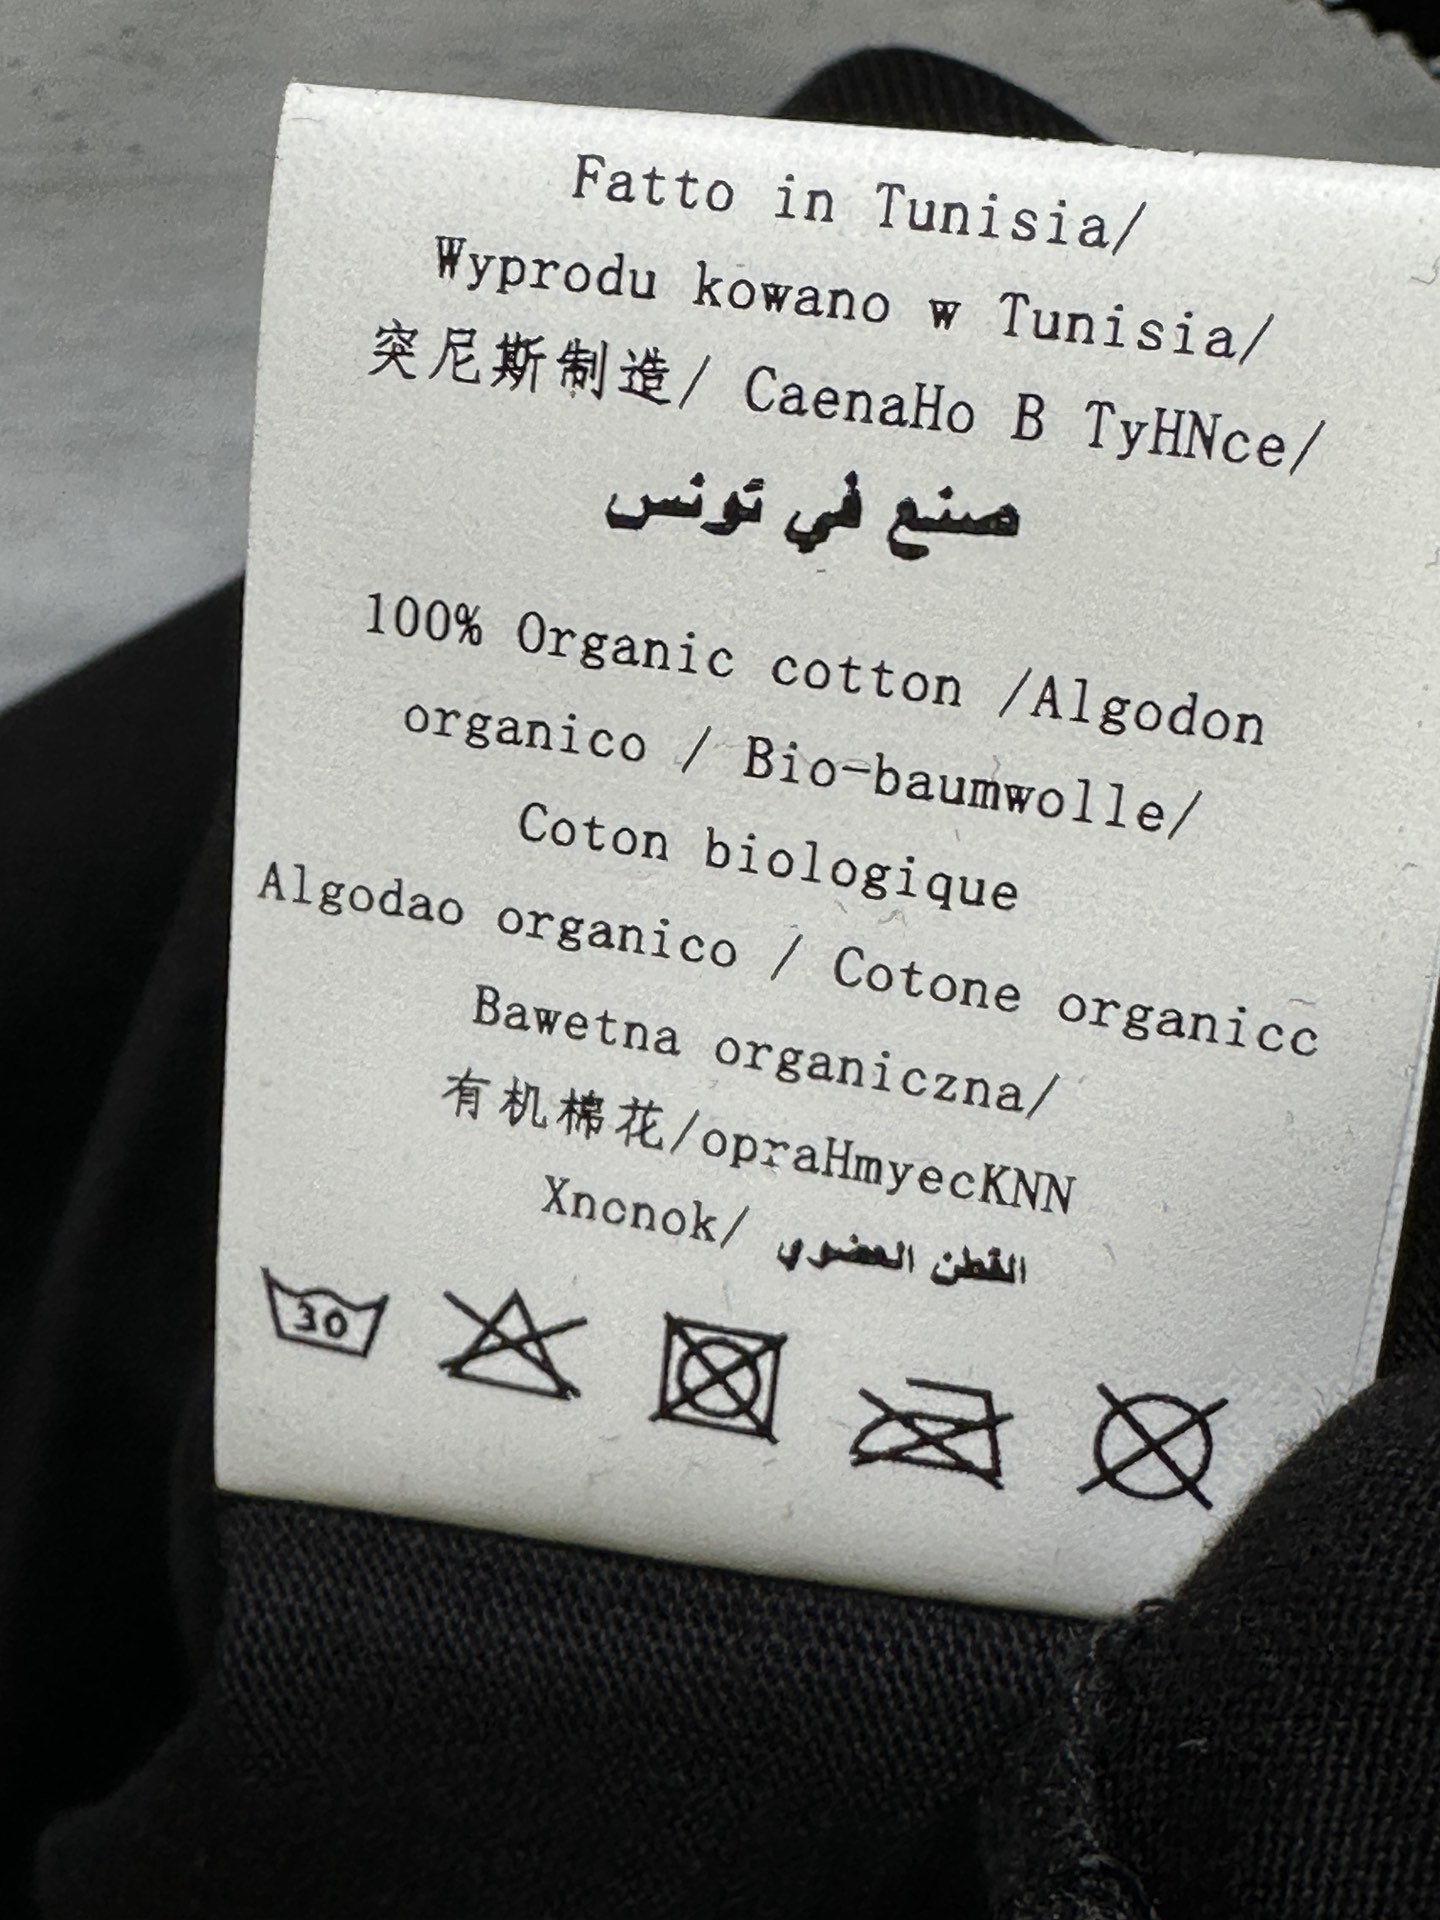 Fatto in Tunisia/
Wyprodu kowano w Tunisia/
突尼斯制造/ CaenaHo B TyHNce/
صنع في تونس
100% Organic cotton /Algodon
organico / Bio-baumwolle/
Coton biologique
Algodao organico / Cotone organicc
Bawetna organiczna/
有机棉花/opraHmyecKNN
Xncnok/ القطن العضوي
30